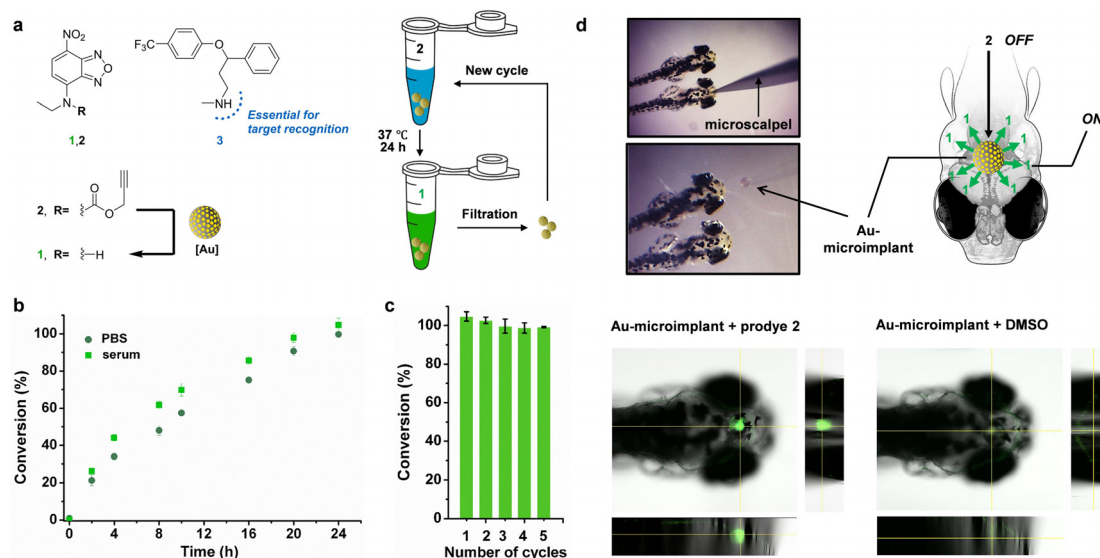 a
NO₂
N
O
N
N
R
1,2
F₃C
O
NH
Essential for
target recognition
3
2, R=
O
O
[Au]
1, R=
H
2
New cycle
37 °C
24 h
1
Filtration
b
Conversion (%)
100
80
60
40
20
0
PBS
serum
0 4 8 12 16 20 24
Time (h)
c
Conversion (%)
100
80
60
40
20
0
1 2 3 4 5
Number of cycles
d
microscalpel
Au-
microimplant
2 OFF
ON
1
1
1
1
1
1
1
1
Au-microimplant + prodye 2
Au-microimplant + DMSO